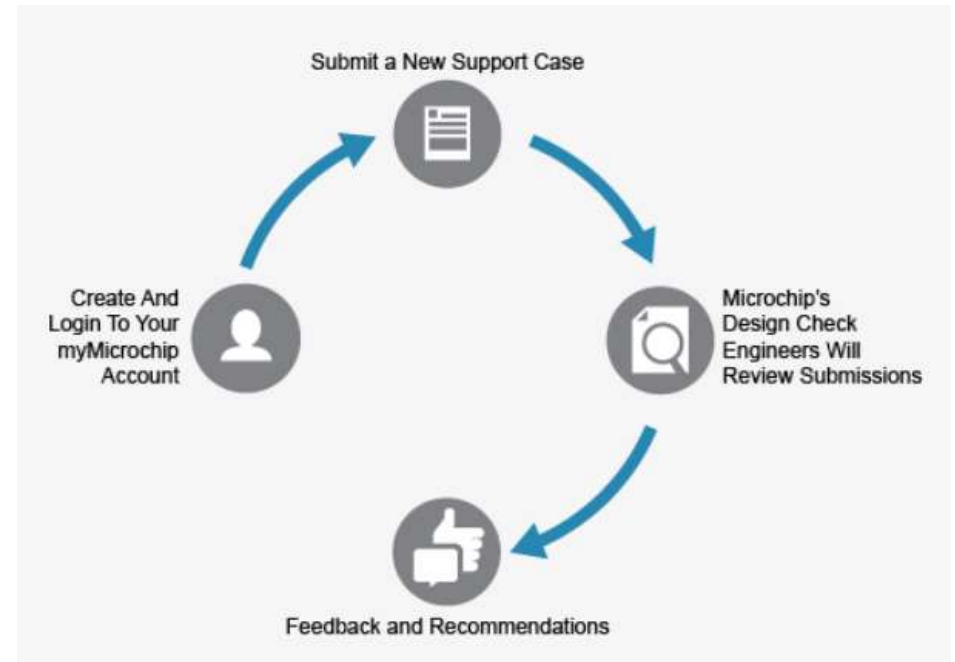 Submit a New Support Case
Create And
Login To Your
myMicrochip
Account
Microchip's
Design Check
Engineers Will
Review Submissions
Feedback and Recommendations